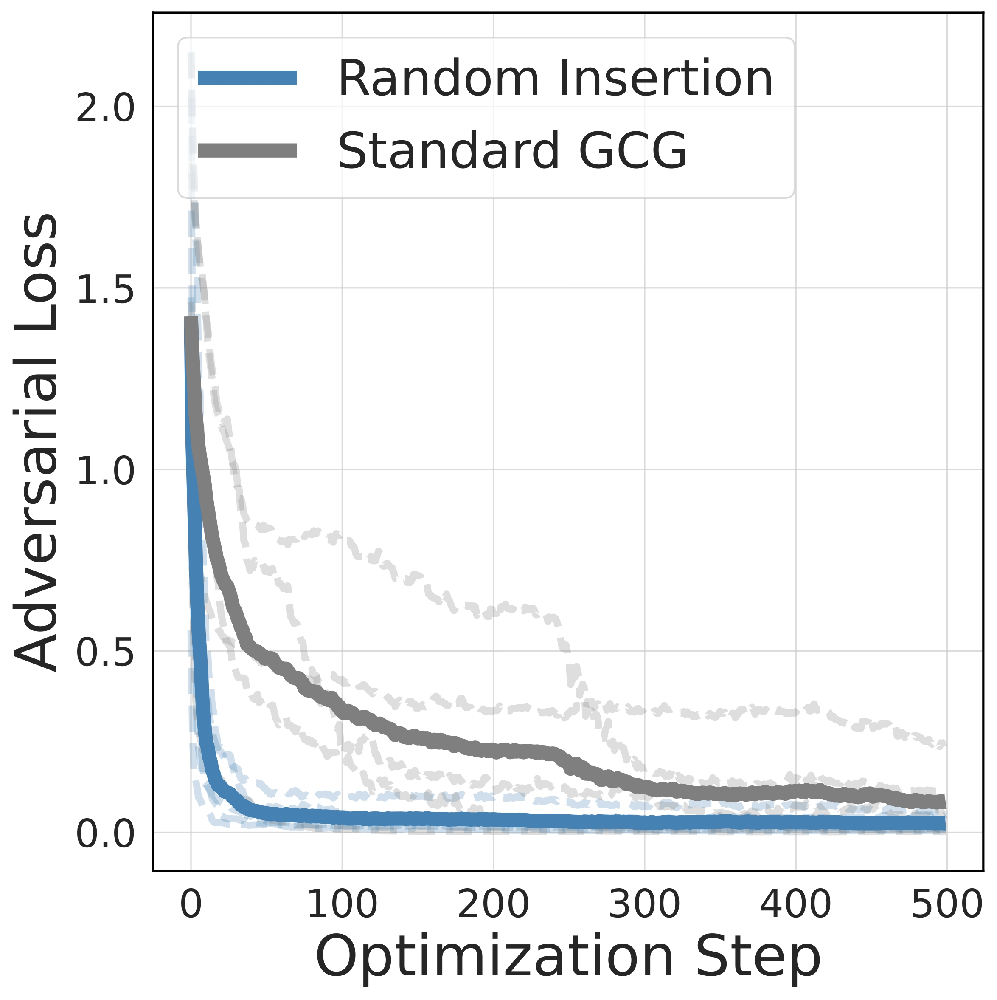 Random Insertion
Standard GCG
Adversarial Loss
2.0
1.5
1.0
0.5
0.0
0 100 200 300 400 500
Optimization Step